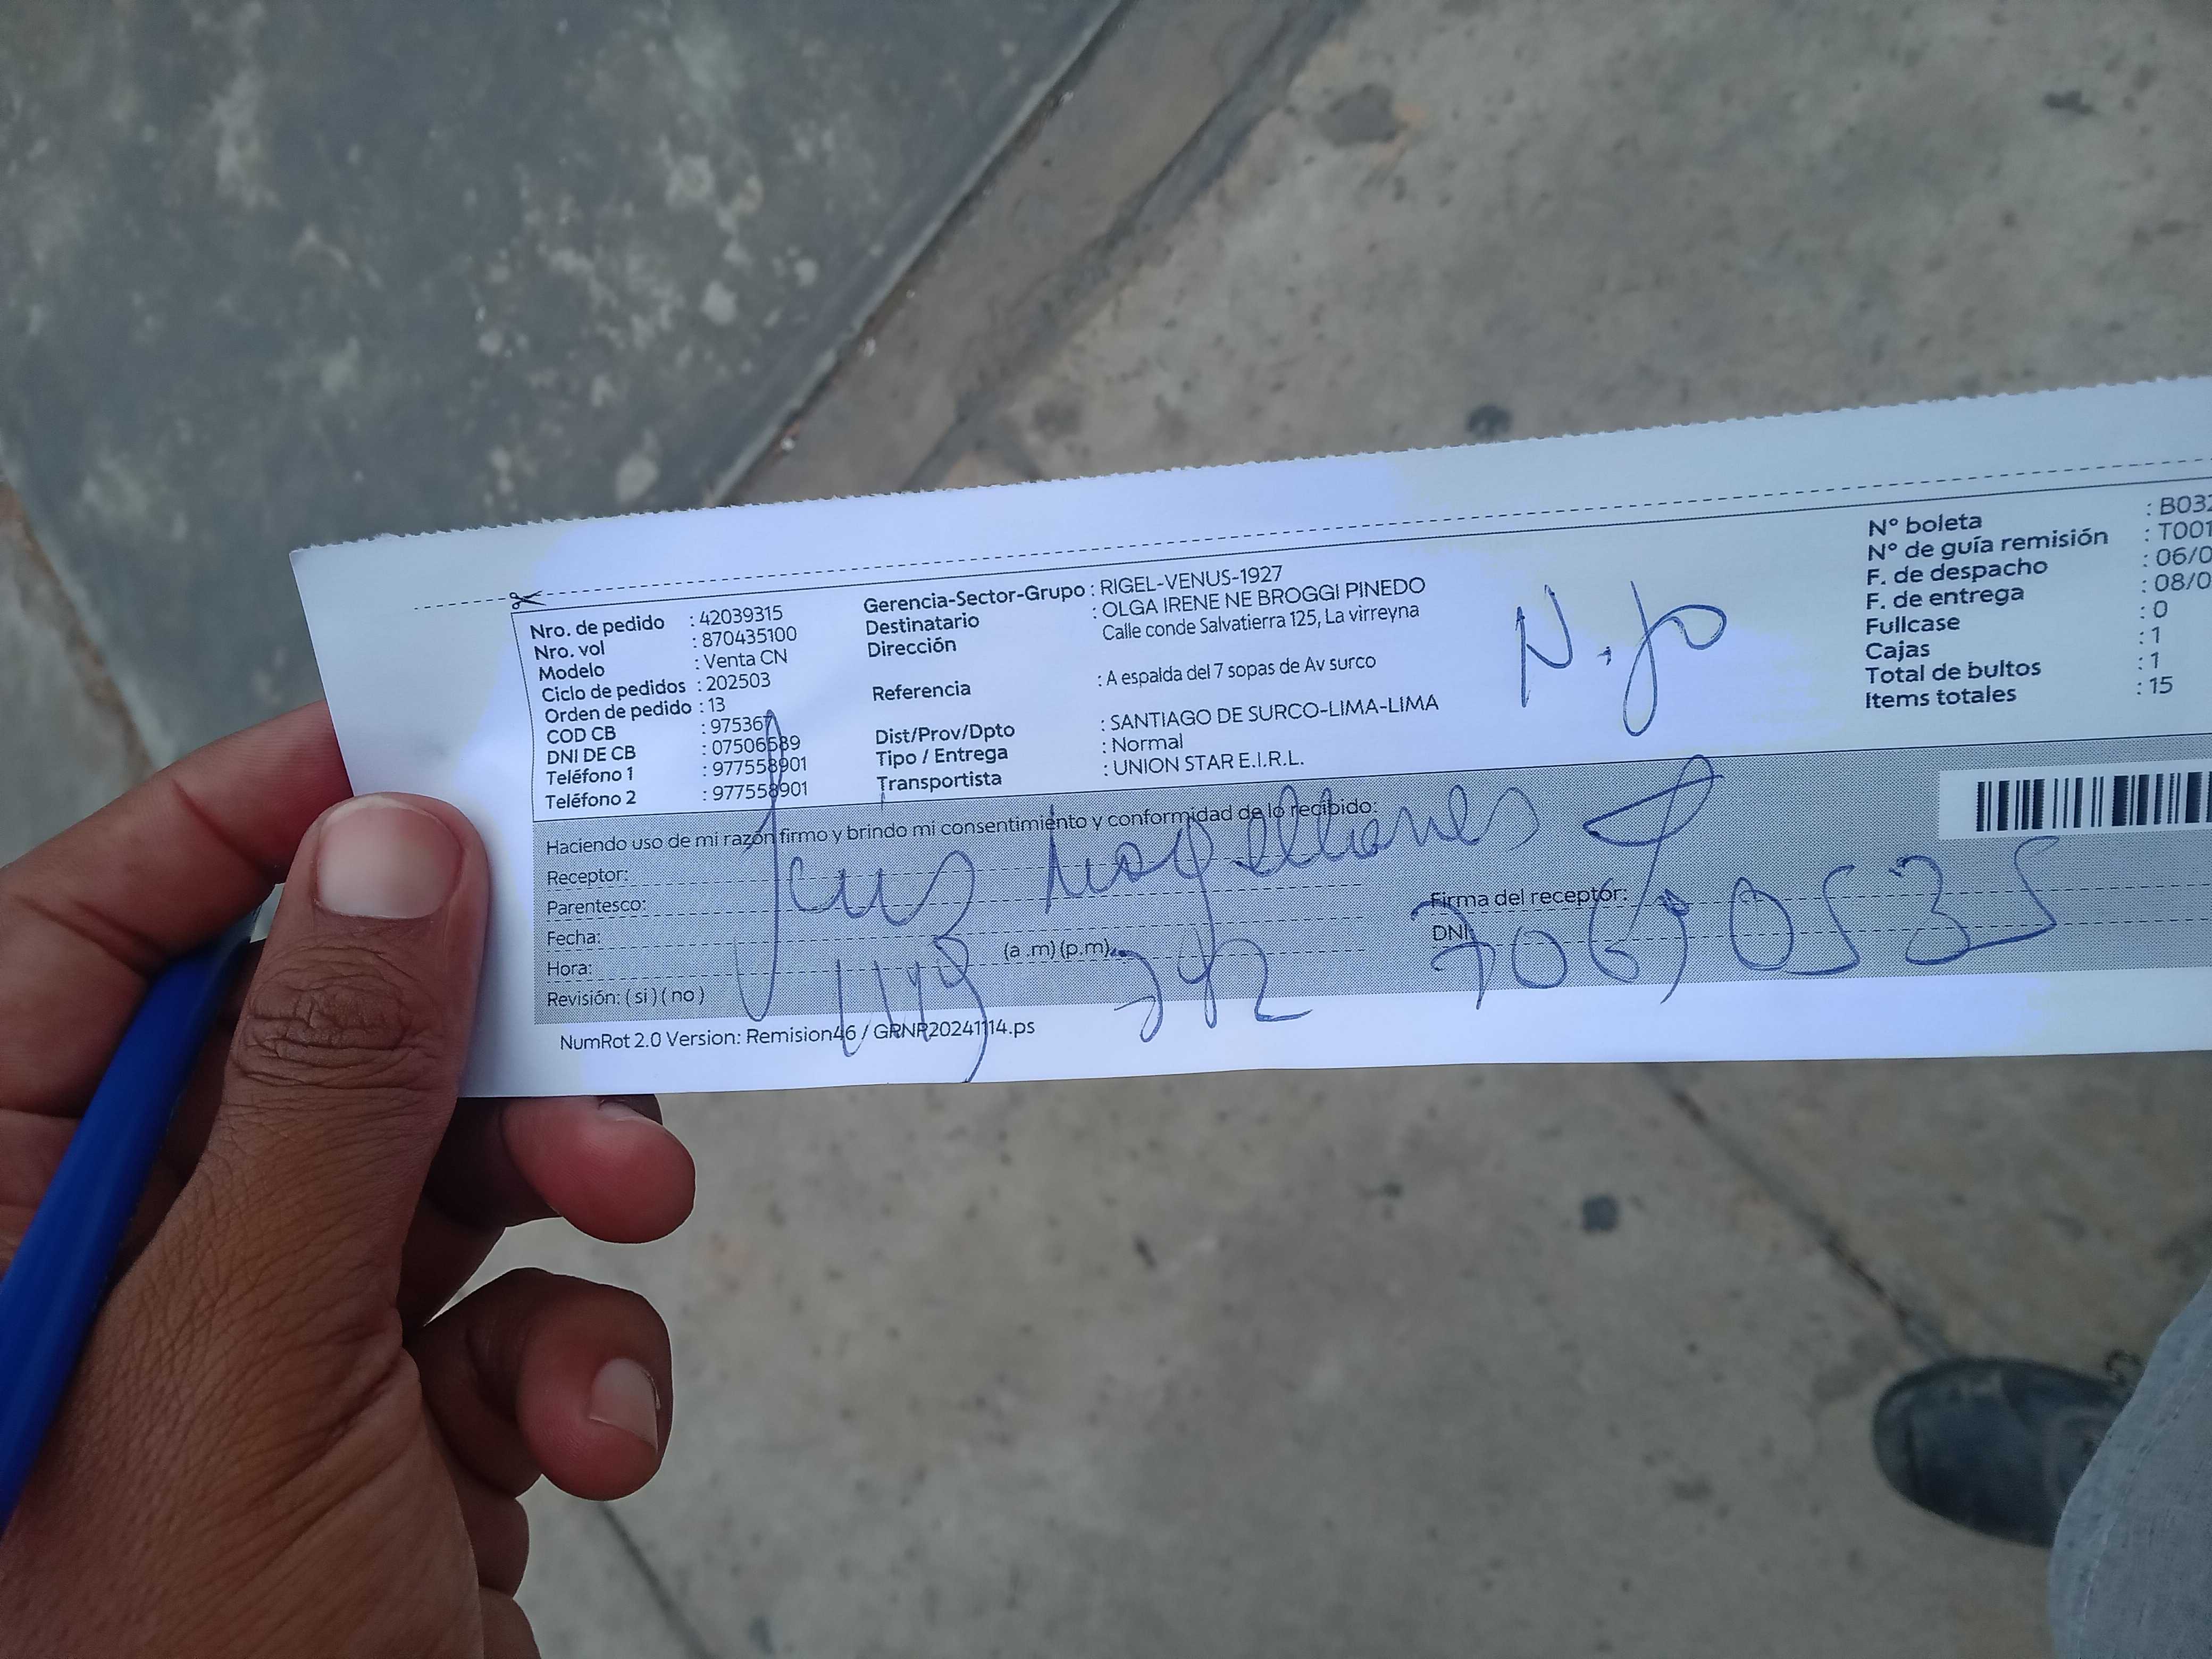 Nro. de pedido : 42039315
Nro. vol : 870435100
Modelo : Venta CN
Ciclo de pedidos : 202503
Orden de pedido : 13
COD CB : 975367
DNI DE CB : 07506589
Teléfono 1 : 977558901
Teléfono 2 : 977558901
Gerencia-Sector-Grupo : RIGEL-VENUS-1927
Destinatario : OLGA IRENE NE BROGGI PINEDO
Dirección Calle conde Salvatierra 125, La virreyna
Referencia : A espalda del 7 sopas de Av surco
Dist/Prov/Dpto : SANTIAGO DE SURCO-LIMA-LIMA
Tipo / Entrega : Normal
Transportista : UNION STAR E.I.R.L.
N° boleta : B032
N° de guía remisión : T001
F. de despacho : 06/0
F. de entrega : 08/0
Fullcase : 0
Cajas : 1
Total de bultos : 1
Items totales : 15
Haciendo uso de mi razón firmo y brindo mi consentimiento y conformidad de lo recibido:
Receptor:
Parentesco:
Fecha:
Hora: (a .m) (p.m)
Revisión: ( si ) ( no )
Firma del receptor:
DNI:
NumRot 2.0 Version: Remision46 / GRNP20241114.ps